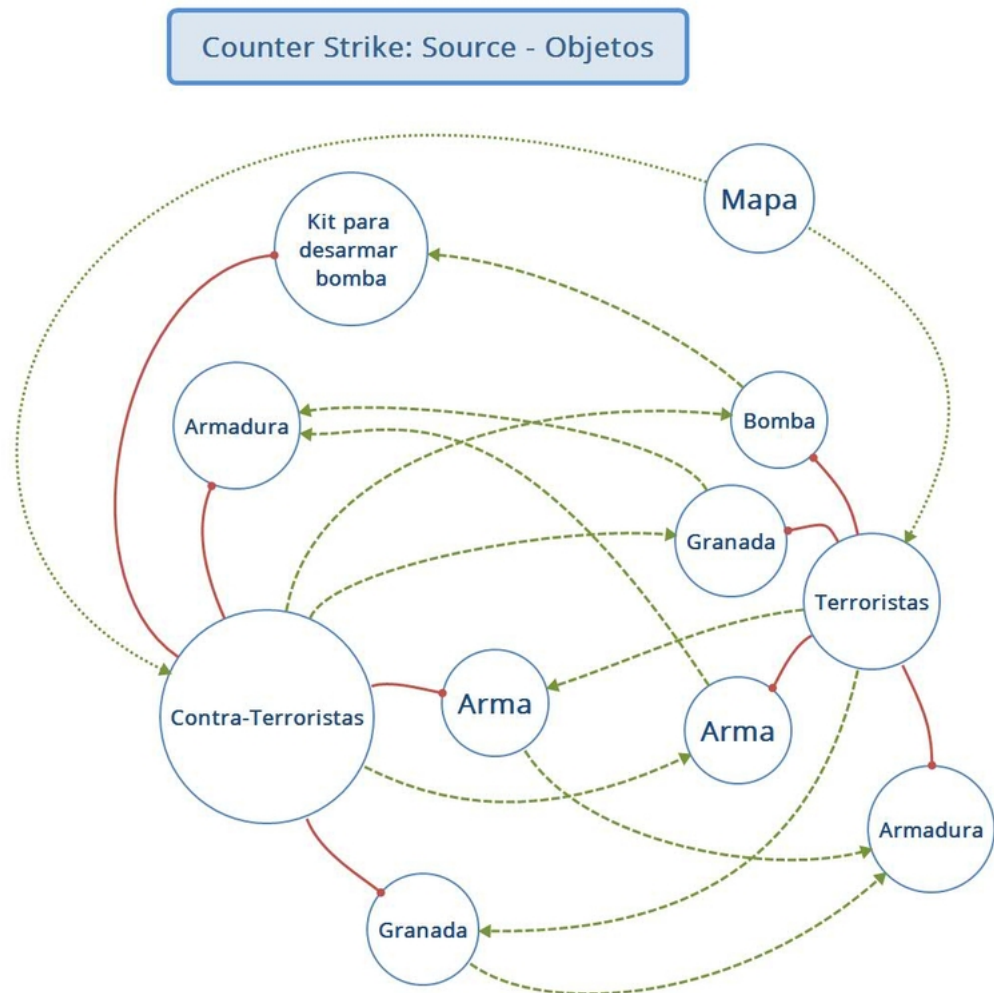 Counter Strike: Source - Objetos
Mapa
Kit para
desarmar
bomba
Armadura
Bomba
Granada
Terroristas
Contra-Terroristas
Arma
Arma
Armadura
Granada